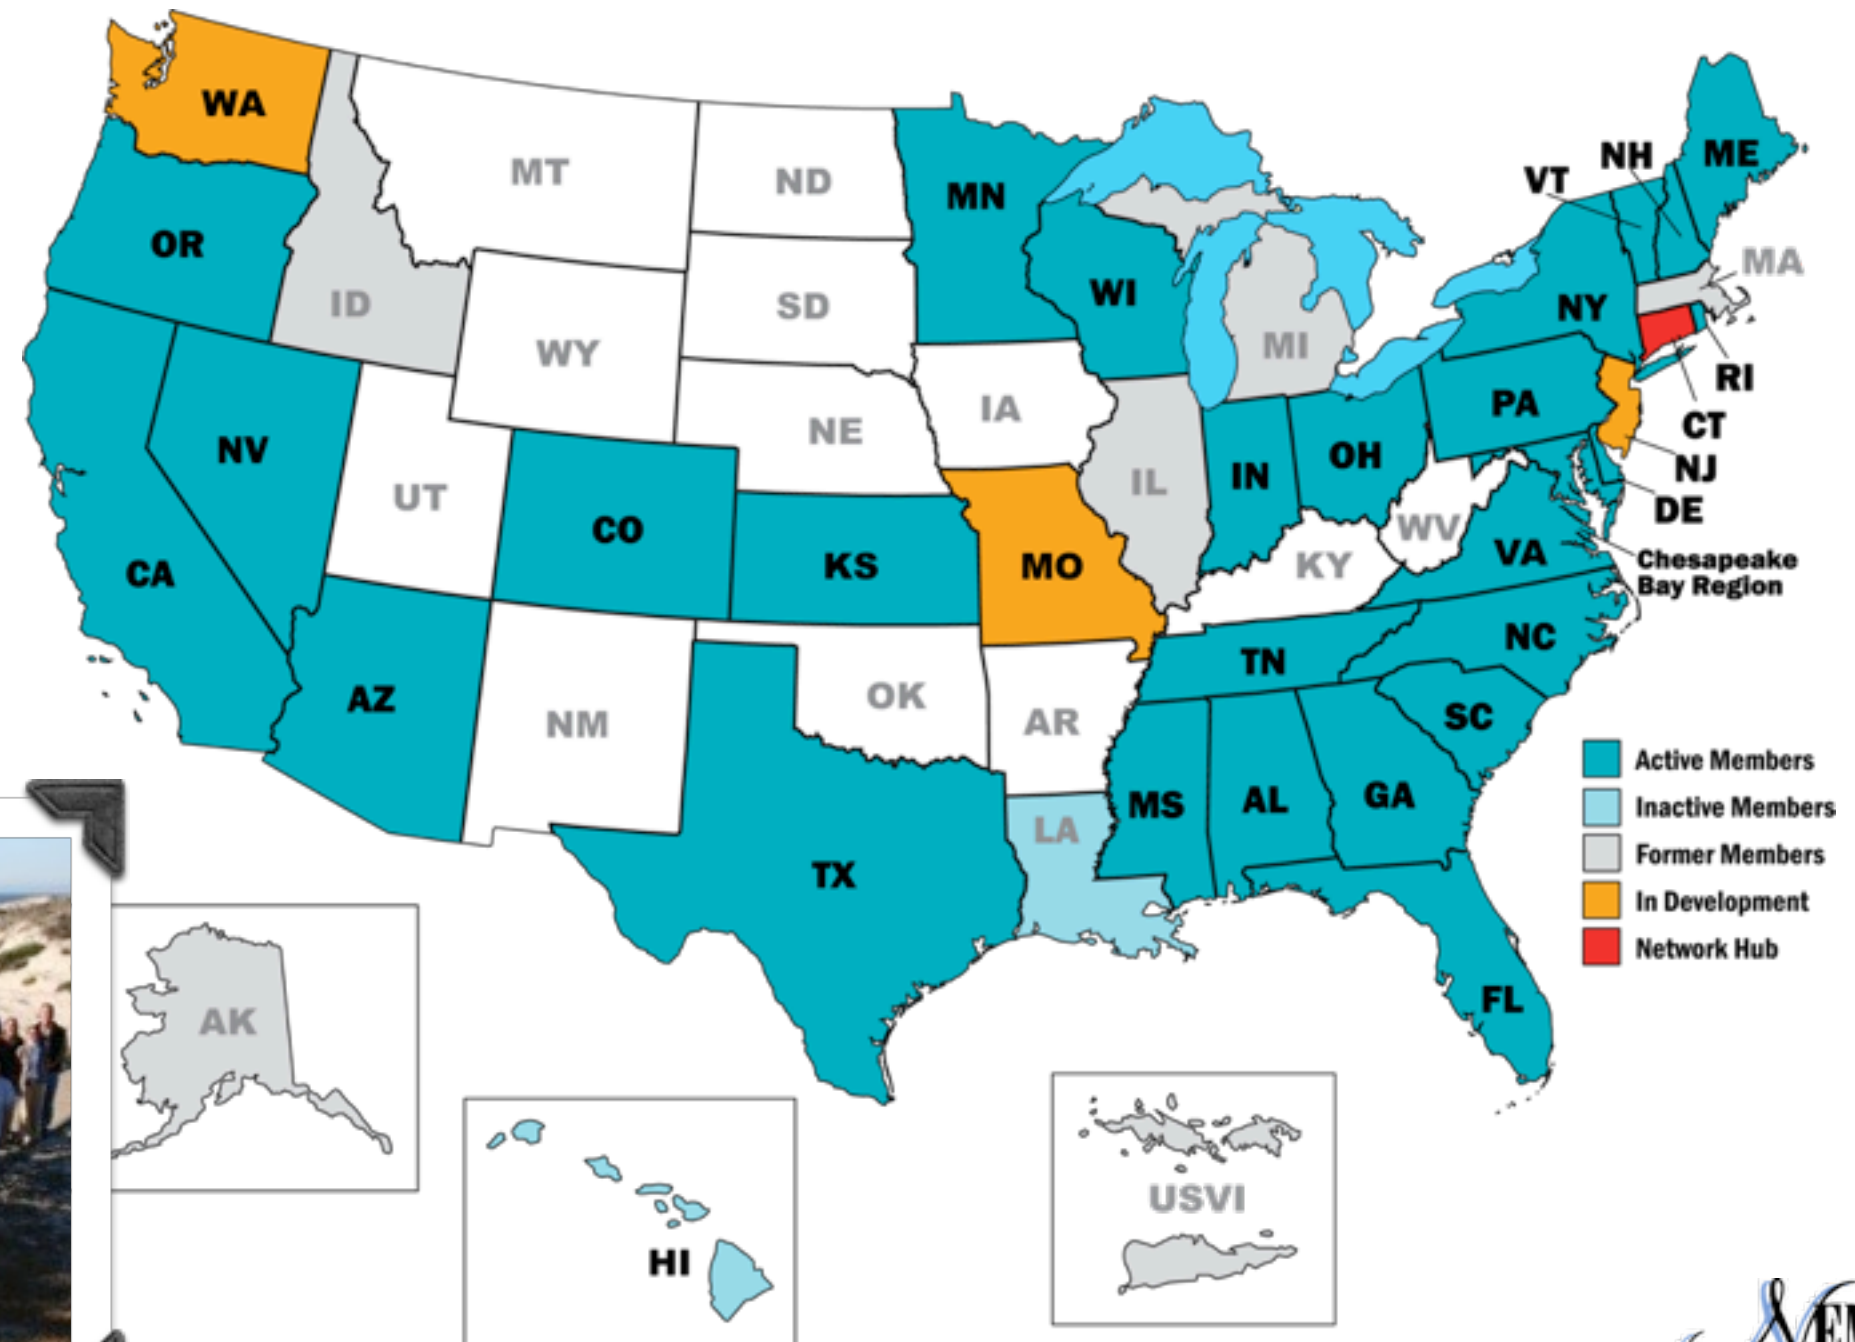 WA
MT
ND
MN
NH
VT
ME
OR
ID
SD
WI
MA
WY
MI
NY
RI
NE
IA
PA
CT
NV
UT
CO
KS
MO
IL
IN
OH
WV
NJ
DE
CA
KY
VA
Chesapeake
Bay Region
AZ
NM
OK
AR
TN
NC
SC
TX
LA
MS
AL
GA
FL
Active Members
Inactive Members
Former Members
In Development
Network Hub
AK
HI
USVI